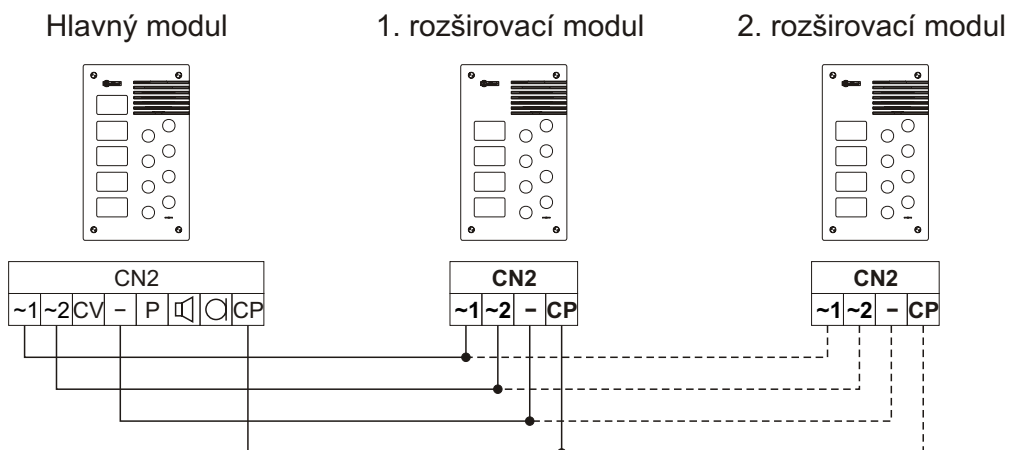 Hlavný modul
1. rozširovací modul
2. rozširovací modul
CN2
~1 ~2 CV – P CP
CN2
~1 ~2 – CP
CN2
~1 ~2 – CP